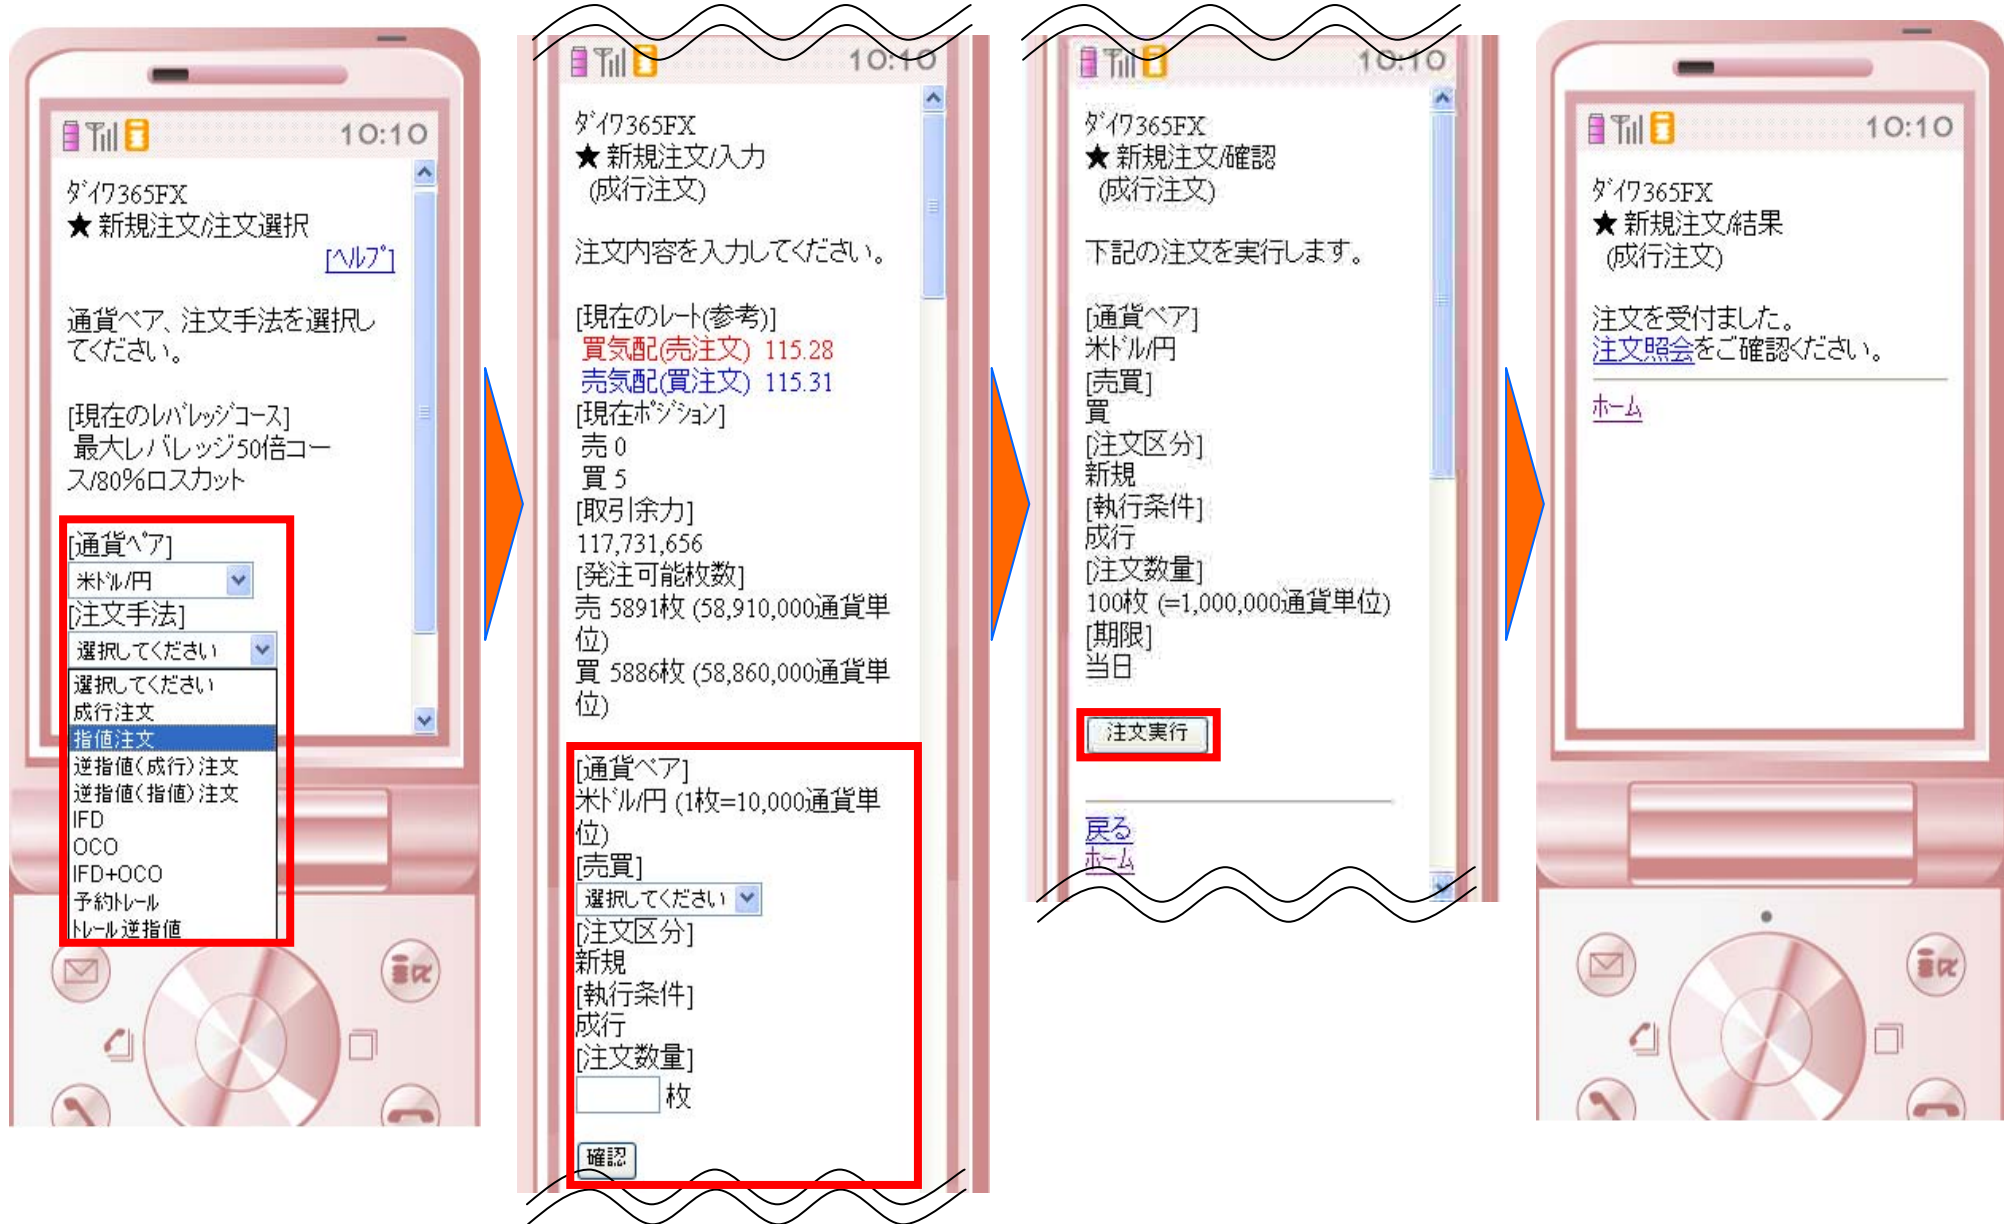 10:10
ﾀﾞｲﾜ365FX
★ 新規注文/注文選択
[ﾍﾙﾌﾟ]
通貨ペア、注文手法を選択し
てください。
[現在のﾚﾊﾞﾚｯｼﾞｺｰｽ]
最大レバレッジ50倍コー
ス/80%ロスカット
[通貨ﾍﾟｱ]
米ﾄﾞﾙ/円
[注文手法]
選択してください
選択してください
成行注文
指値注文
逆指値(成行)注文
逆指値(指値)注文
IFD
OCO
IFD+OCO
予約ﾄﾚｰﾙ
ﾄﾚｰﾙ逆指値
10:10
ﾀﾞｲﾜ365FX
★ 新規注文/入力
(成行注文)
注文内容を入力してください。
[現在のﾚｰﾄ(参考)]
買気配(売注文) 115.28
売気配(買注文) 115.31
[現在ﾎﾟｼﾞｼｮﾝ]
売 0
買 5
[取引余力]
117,731,656
[発注可能枚数]
売 5891枚 (58,910,000通貨単
位)
買 5886枚 (58,860,000通貨単
位)
[通貨ペア]
米ﾄﾞﾙ/円 (1枚=10,000通貨単
位)
[売買]
選択してください
[注文区分]
新規
[執行条件]
成行
[注文数量]
枚
確認
10:10
ﾀﾞｲﾜ365FX
★ 新規注文/確認
(成行注文)
下記の注文を実行します。
[通貨ペア]
米ﾄﾞﾙ/円
[売買]
買
[注文区分]
新規
[執行条件]
成行
[注文数量]
100枚 (=1,000,000通貨単位)
[期限]
当日
注文実行
戻る
ﾎｰﾑ
10:10
ﾀﾞｲﾜ365FX
★ 新規注文/結果
(成行注文)
注文を受付ました。
注文照会をご確認ください。
ﾎｰﾑ